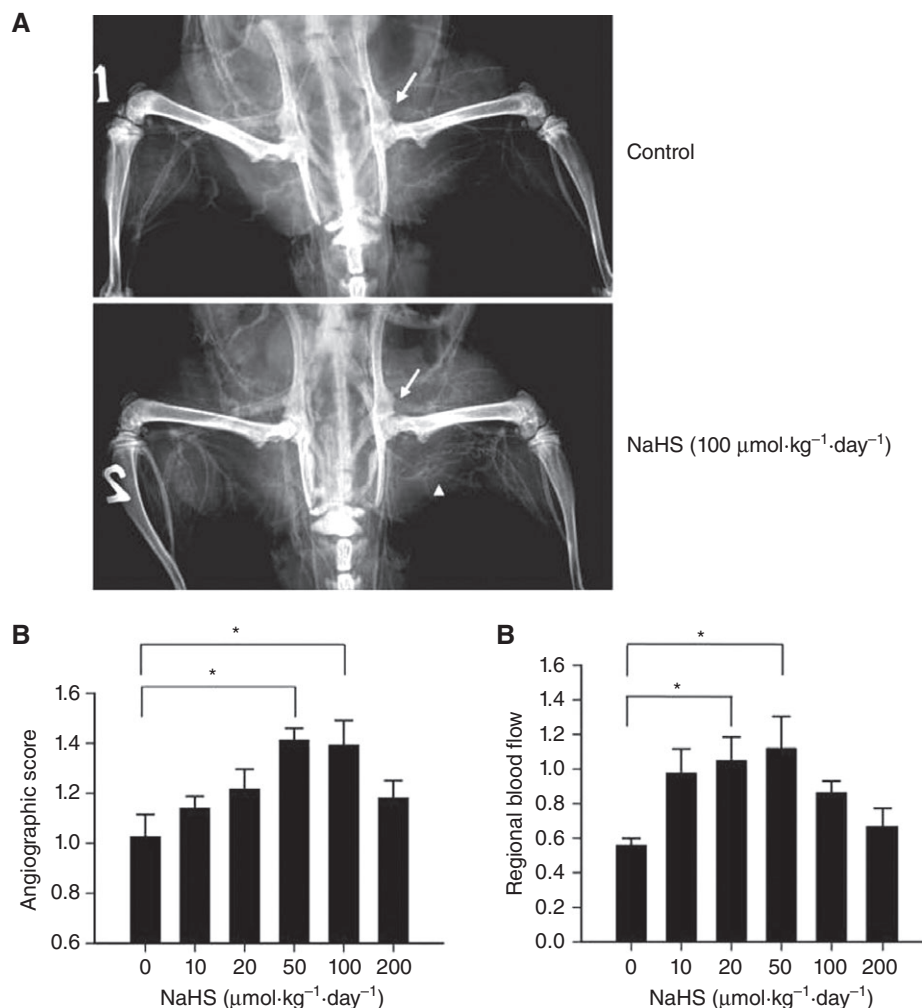 A
1
Control
2
NaHS (100 μmol·kg⁻¹·day⁻¹)
B
*
*
1.6
1.4
1.2
1.0
0.8
0.6
Angiographic score
0 10 20 50 100 200
NaHS (μmol·kg⁻¹·day⁻¹)
B
*
*
1.6
1.4
1.2
1.0
0.8
0.6
0.4
0.2
0.0
Regional blood flow
0 10 20 50 100 200
NaHS (μmol·kg⁻¹·day⁻¹)